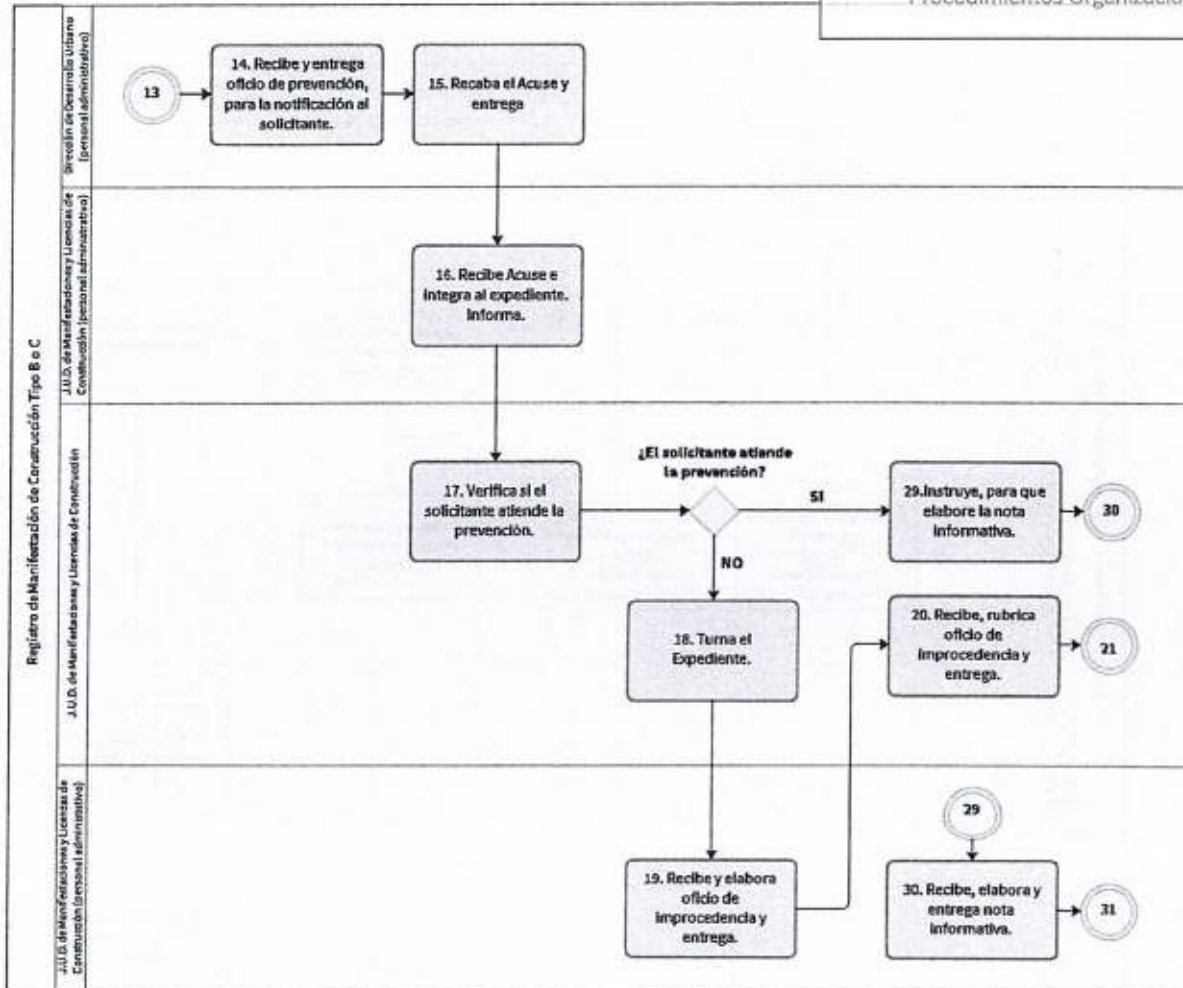 Procedimientos Organizacio
Registro de Manifestación de Construcción Tipo B o C
Dirección de Desarrollo Urbano
(personal administrativo)
13
14. Recibe y entrega
oficio de prevención,
para la notificación al
solicitante.
15. Recaba el Acuse y
entrega
J.U.D. de Manifestaciones y Licencias de
Construcción (personal administrativo)
16. Recibe Acuse e
integra al expediente.
Informa.
J.U.D. de Manifestaciones y Licencias de Construcción
17. Verifica si el
solicitante atiende la
prevención.
¿El solicitante atiende
la prevención?
SI
29.Instruye, para que
elabore la nota
informativa.
30
NO
18. Turna el
Expediente.
20. Recibe, rubrica
oficio de
improcedencia y
entrega.
21
J.U.D. de Manifestaciones y Licencias de
Construcción (personal administrativo)
19. Recibe y elabora
oficio de
improcedencia y
entrega.
29
30. Recibe, elabora y
entrega nota
informativa.
31